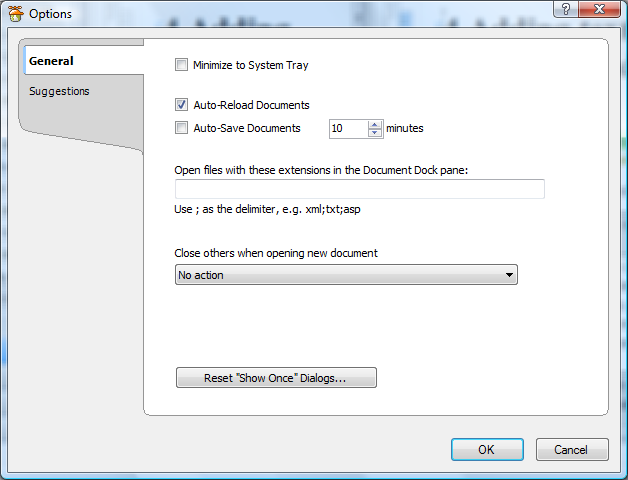 Options
General
Suggestions
Minimize to System Tray
Auto-Reload Documents
Auto-Save Documents 10 minutes
Open files with these extensions in the Document Dock pane:
Use ; as the delimiter, e.g. xml;txt;asp
Close others when opening new document
No action
Reset "Show Once" Dialogs...
OK Cancel